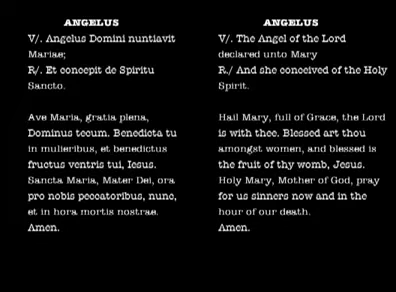 ANGELUS
V/. Angelus Domini nuntiavit
Mariae;
R/. Et concepit de Spiritu
Sancto.
Ave Maria, gratia plena,
Dominus tecum. Benedicta tu
in mulieribus, et benedictus
fructus ventris tui, Iesus.
Sancta Maria, Mater Dei, ora
pro nobis peccatoribus, nunc,
et in hora mortis nostrae.
Amen.
ANGELUS
V/. The Angel of the Lord
declared unto Mary
R./ And she conceived of the Holy
Spirit.
Hail Mary, full of Grace, the Lord
is with thee. Blessed art thou
amongst women, and blessed is
the fruit of thy womb, Jesus.
Holy Mary, Mother of God, pray
for us sinners now and in the
hour of our death.
Amen.